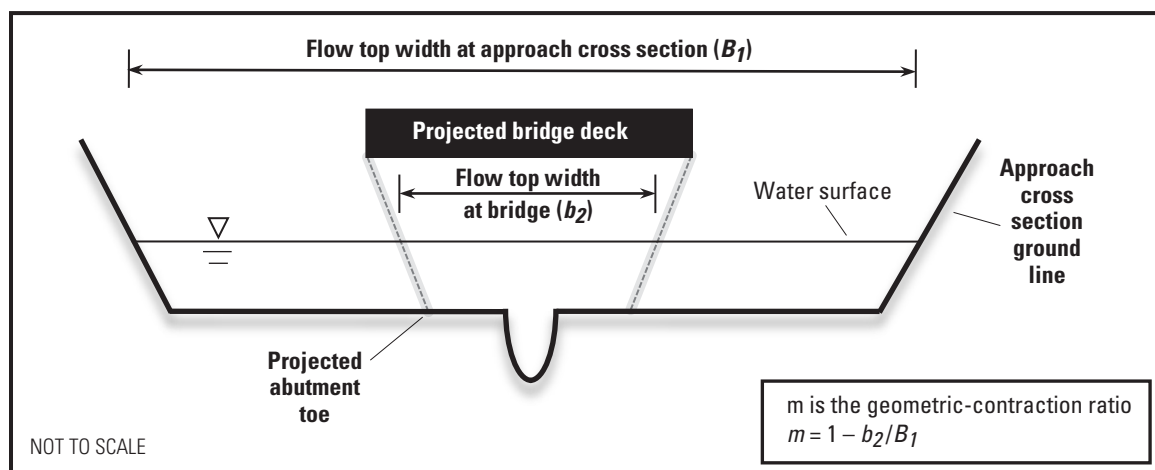 Flow top width at approach cross section (B1)
Projected bridge deck
Flow top width
at bridge (b2)
Water surface
Approach
cross
section
ground
line
Projected
abutment
toe
m is the geometric-contraction ratio
m = 1 – b2/B1
NOT TO SCALE